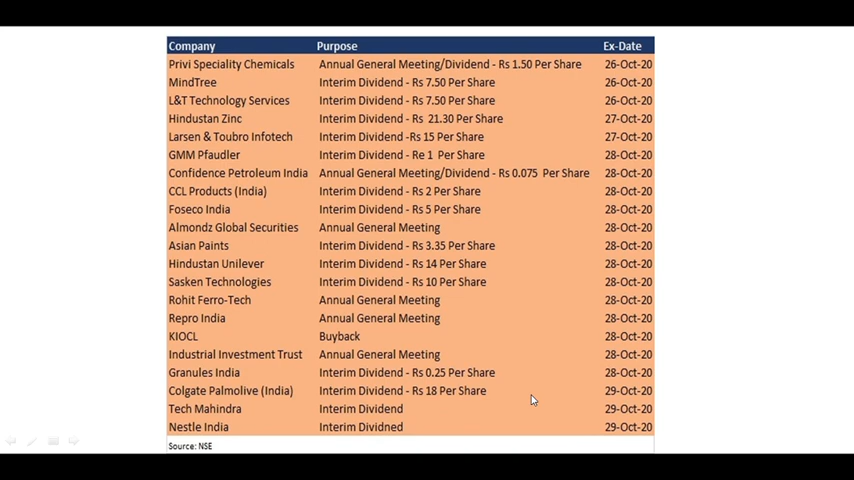 Company Purpose Ex-Date
Privi Speciality Chemicals Annual General Meeting/Dividend - Rs 1.50 Per Share 26-Oct-20
MindTree Interim Dividend - Rs 7.50 Per Share 26-Oct-20
L&T Technology Services Interim Dividend - Rs 7.50 Per Share 26-Oct-20
Hindustan Zinc Interim Dividend - Rs 21.30 Per Share 27-Oct-20
Larsen & Toubro Infotech Interim Dividend -Rs 15 Per Share 27-Oct-20
GMM Pfaudler Interim Dividend - Re 1 Per Share 28-Oct-20
Confidence Petroleum India Annual General Meeting/Dividend - Rs 0.075 Per Share 28-Oct-20
CCL Products (India) Interim Dividend - Rs 2 Per Share 28-Oct-20
Foseco India Interim Dividend - Rs 5 Per Share 28-Oct-20
Almondz Global Securities Annual General Meeting 28-Oct-20
Asian Paints Interim Dividend - Rs 3.35 Per Share 28-Oct-20
Hindustan Unilever Interim Dividend - Rs 14 Per Share 28-Oct-20
Sasken Technologies Interim Dividend - Rs 10 Per Share 28-Oct-20
Rohit Ferro-Tech Annual General Meeting 28-Oct-20
Repro India Annual General Meeting 28-Oct-20
KIOCL Buyback 28-Oct-20
Industrial Investment Trust Annual General Meeting 28-Oct-20
Granules India Interim Dividend - Rs 0.25 Per Share 28-Oct-20
Colgate Palmolive (India) Interim Dividend - Rs 18 Per Share 29-Oct-20
Tech Mahindra Interim Dividend 29-Oct-20
Nestle India Interim Dividned 29-Oct-20
Source: NSE